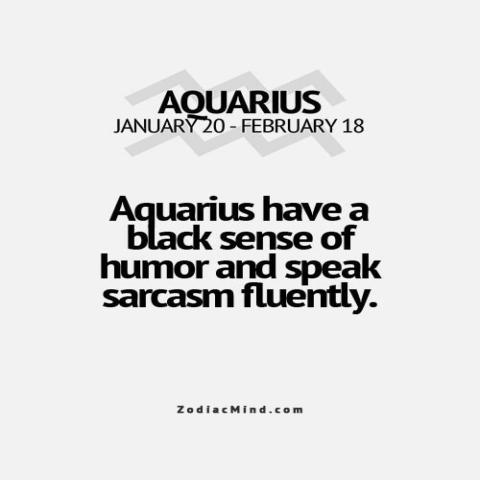 AQUARIUS
JANUARY 20 - FEBRUARY 18
Aquarius have a
black sense of
humor and speak
sarcasm fluently.
ZodiacMind.com